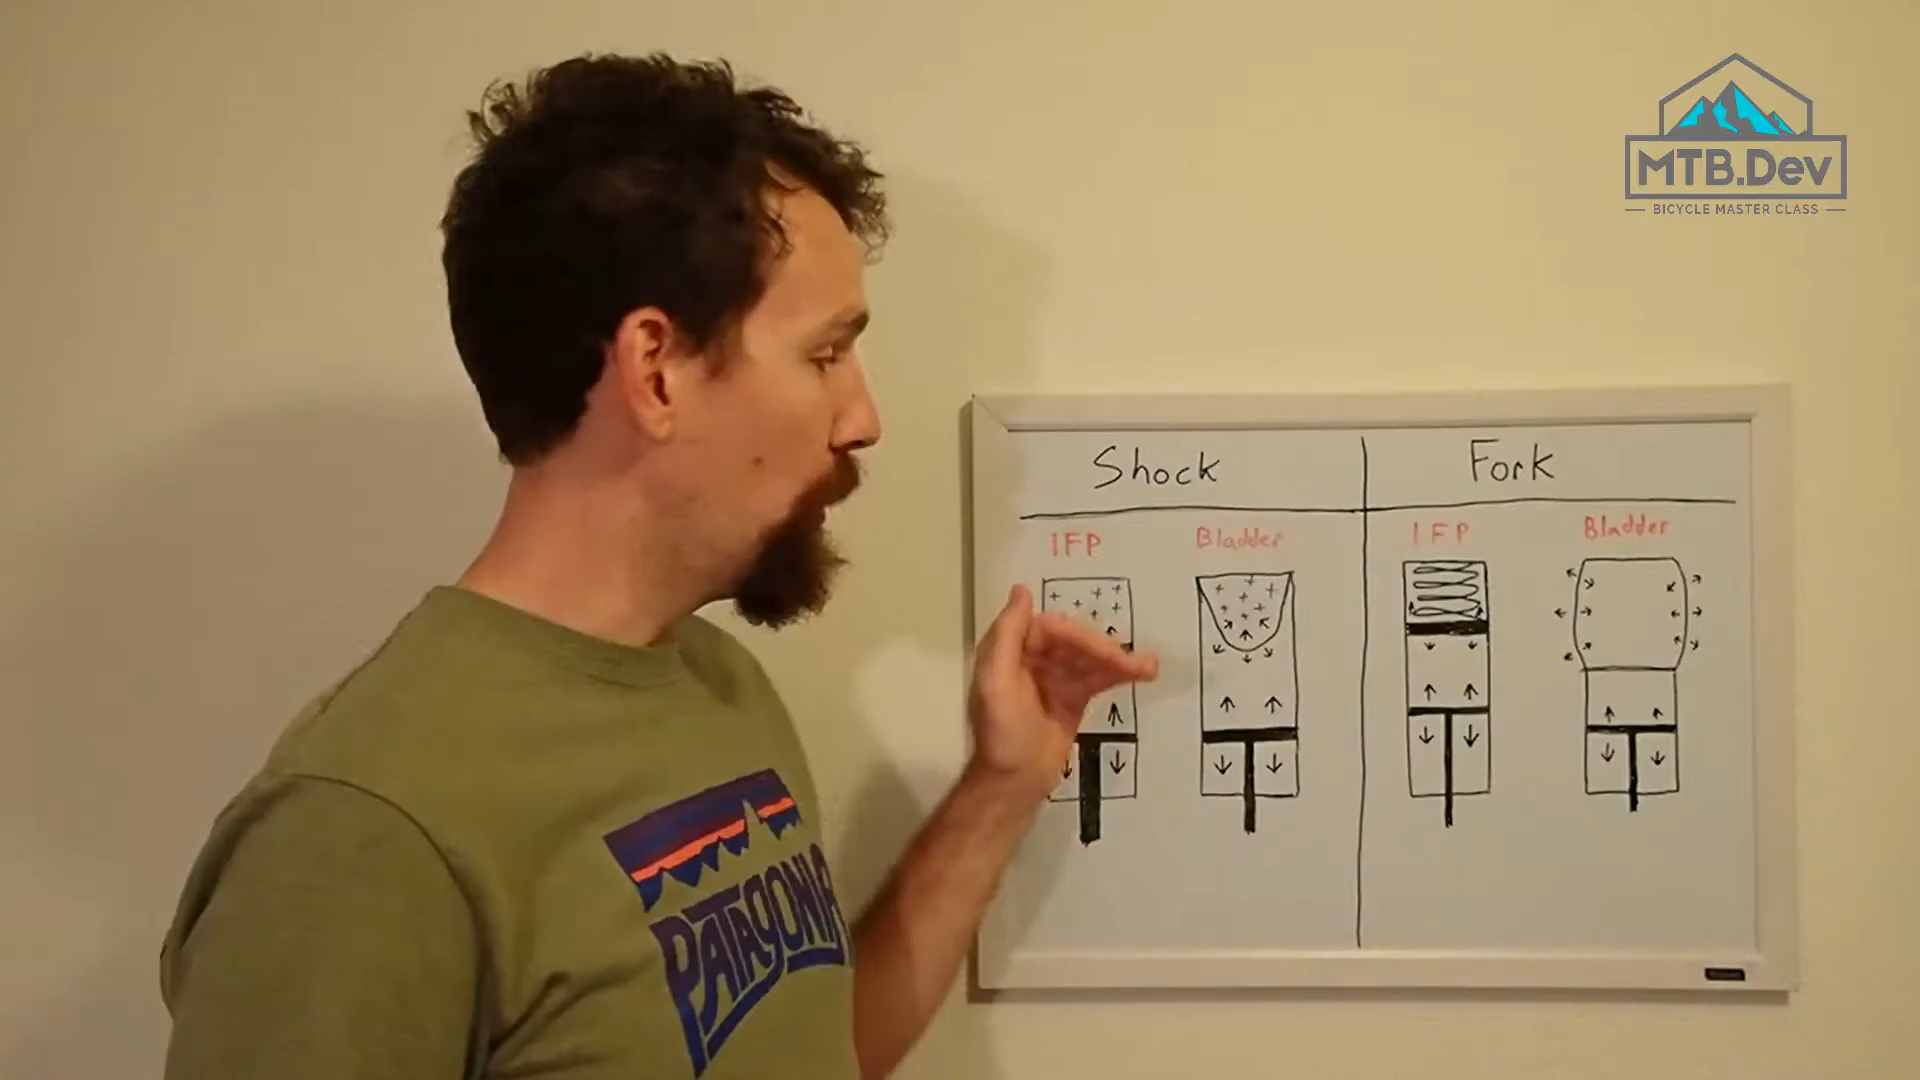 MTB.Dev
BICYCLE MASTER CLASS
Shock
Fork
IFP
Bladder
IFP
Bladder
PATAGONIA